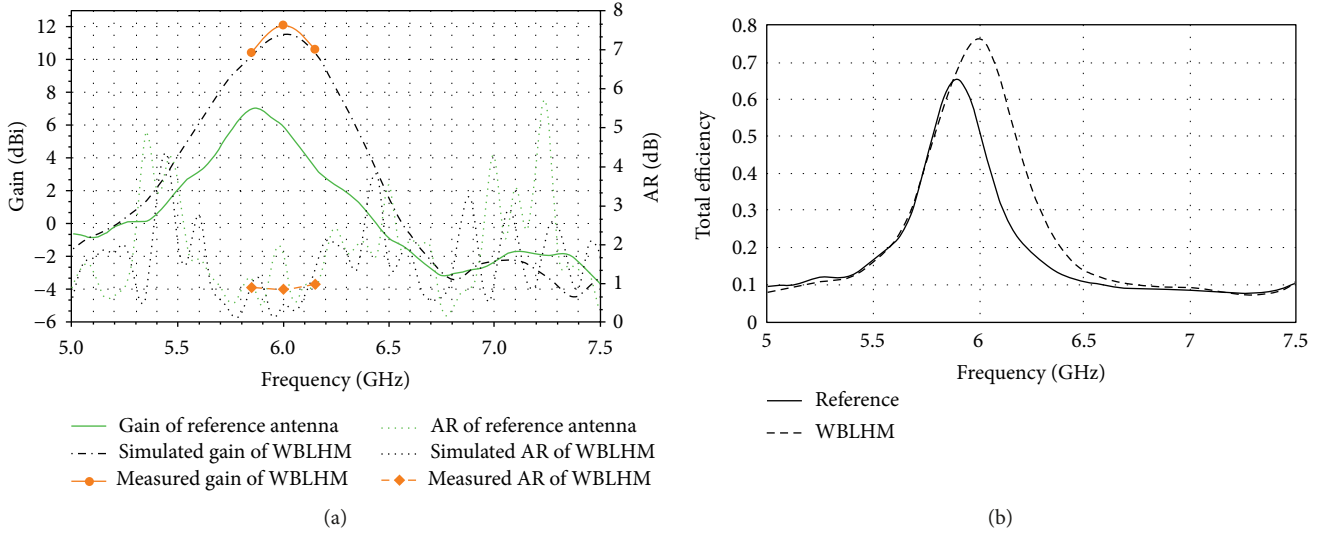 12
10
8
6
4
2
0
−2
−4
−6
Gain (dBi)
8
7
6
5
4
3
2
1
0
AR (dB)
5.0 5.5 6.0 6.5 7.0 7.5
Frequency (GHz)
Gain of reference antenna
Simulated gain of WBLHM
Measured gain of WBLHM
AR of reference antenna
Simulated AR of WBLHM
Measured AR of WBLHM
(a)
0.8
0.7
0.6
0.5
0.4
0.3
0.2
0.1
0
Total efficiency
5 5.5 6 6.5 7 7.5
Frequency (GHz)
Reference
WBLHM
(b)